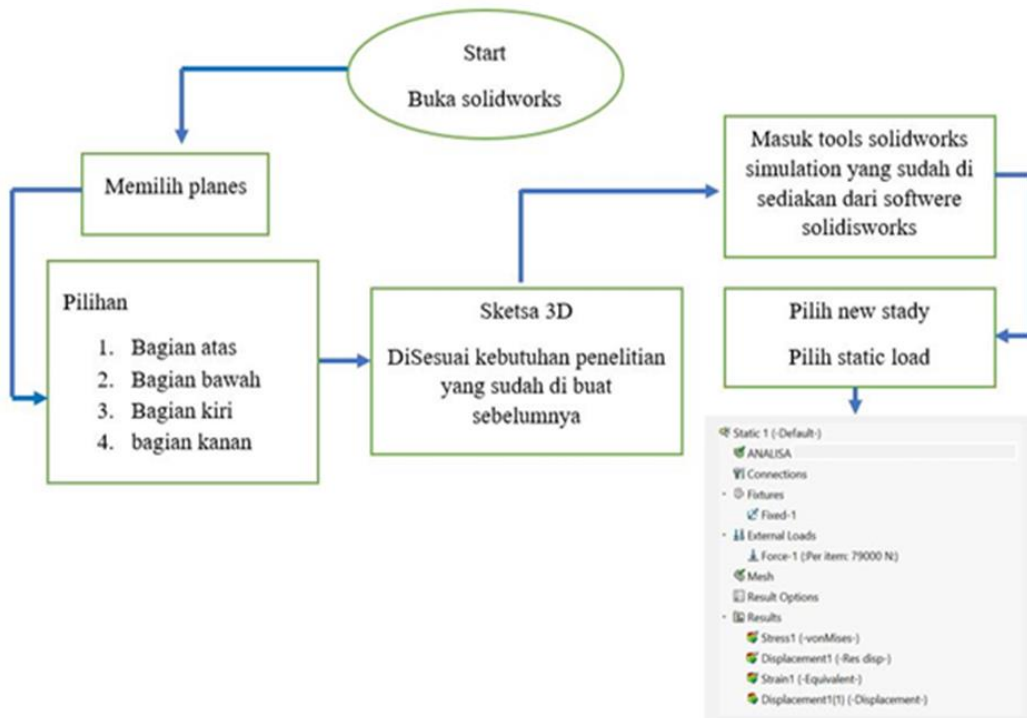 Start
Buka solidworks
Memilih planes
Pilihan
1. Bagian atas
2. Bagian bawah
3. Bagian kiri
4. bagian kanan
Sketsa 3D
DiSesuai kebutuhan penelitian
yang sudah di buat
sebelumnya
Masuk tools solidworks
simulation yang sudah di
sediakan dari softwere
solidisworks
Pilih new stady
Pilih static load
Static 1 (-Default-)
ANALISA
Connections
Fixtures
Fixed-1
External Loads
Force-1 (:Per item: 79000 N:)
Mesh
Result Options
Results
Stress1 (-vonMises-)
Displacement1 (-Res disp-)
Strain1 (-Equivalent-)
Displacement1(1) (-Displacement-)